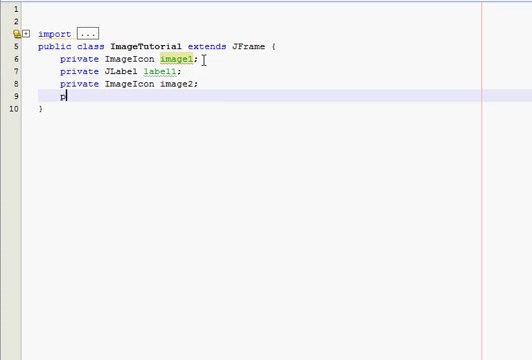 1
2
import ...
5 public class ImageTutorial extends JFrame {
6 private ImageIcon image1;
7 private JLabel label1;
8 private ImageIcon image2;
9 p
10 }